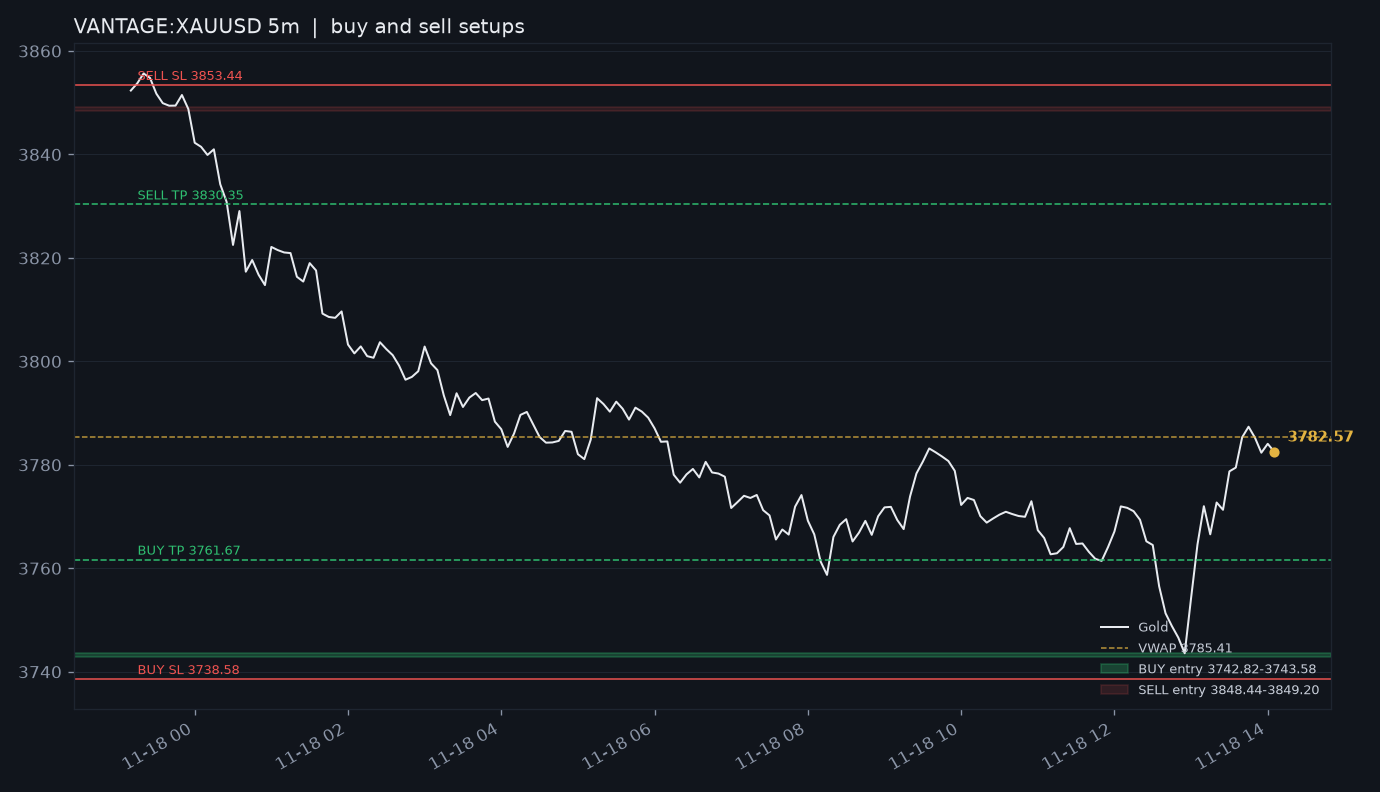 VANTAGE:XAUUSD 5m | buy and sell setups
3860
SELL SL 3853.44
3840
SELL TP 3830.35
3820
3800
3782.57
3780
BUY TP 3761.67
3760
Gold
VWAP 3785.41
BUY entry 3742.82-3743.58
SELL entry 3848.44-3849.20
3740
BUY SL 3738.58
11-18 00
11-18 02
11-18 04
11-18 06
11-18 08
11-18 10
11-18 12
11-18 14